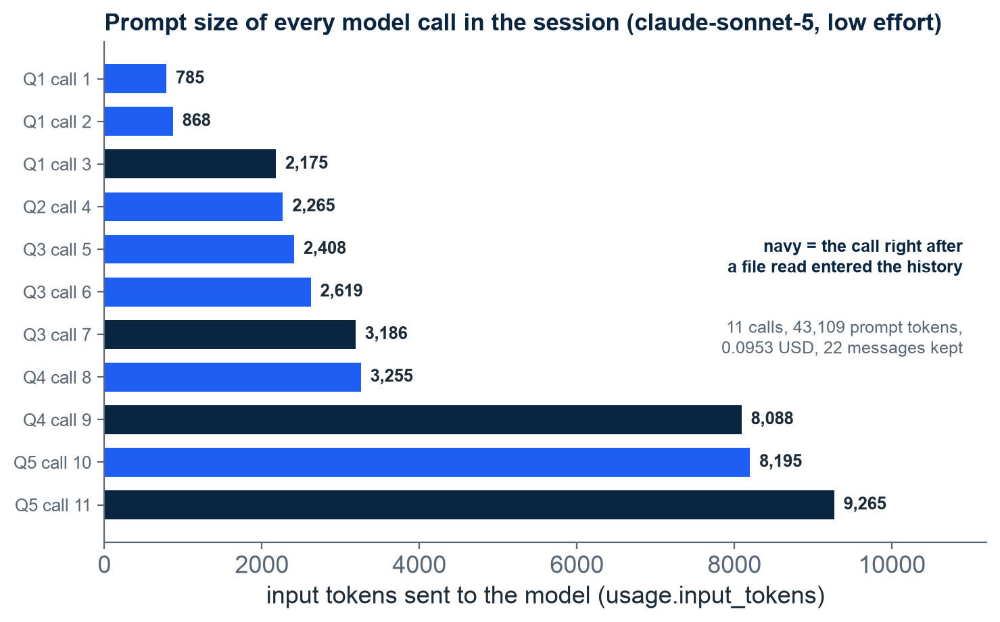 Prompt size of every model call in the session (claude-sonnet-5, low effort)
Q1 call 1 785
Q1 call 2 868
Q1 call 3 2,175
Q2 call 4 2,265
Q3 call 5 2,408
Q3 call 6 2,619
Q3 call 7 3,186
Q4 call 8 3,255
Q4 call 9 8,088
Q5 call 10 8,195
Q5 call 11 9,265
navy = the call right after
a file read entered the history
11 calls, 43,109 prompt tokens,
0.0953 USD, 22 messages kept
0 2000 4000 6000 8000 10000
input tokens sent to the model (usage.input_tokens)